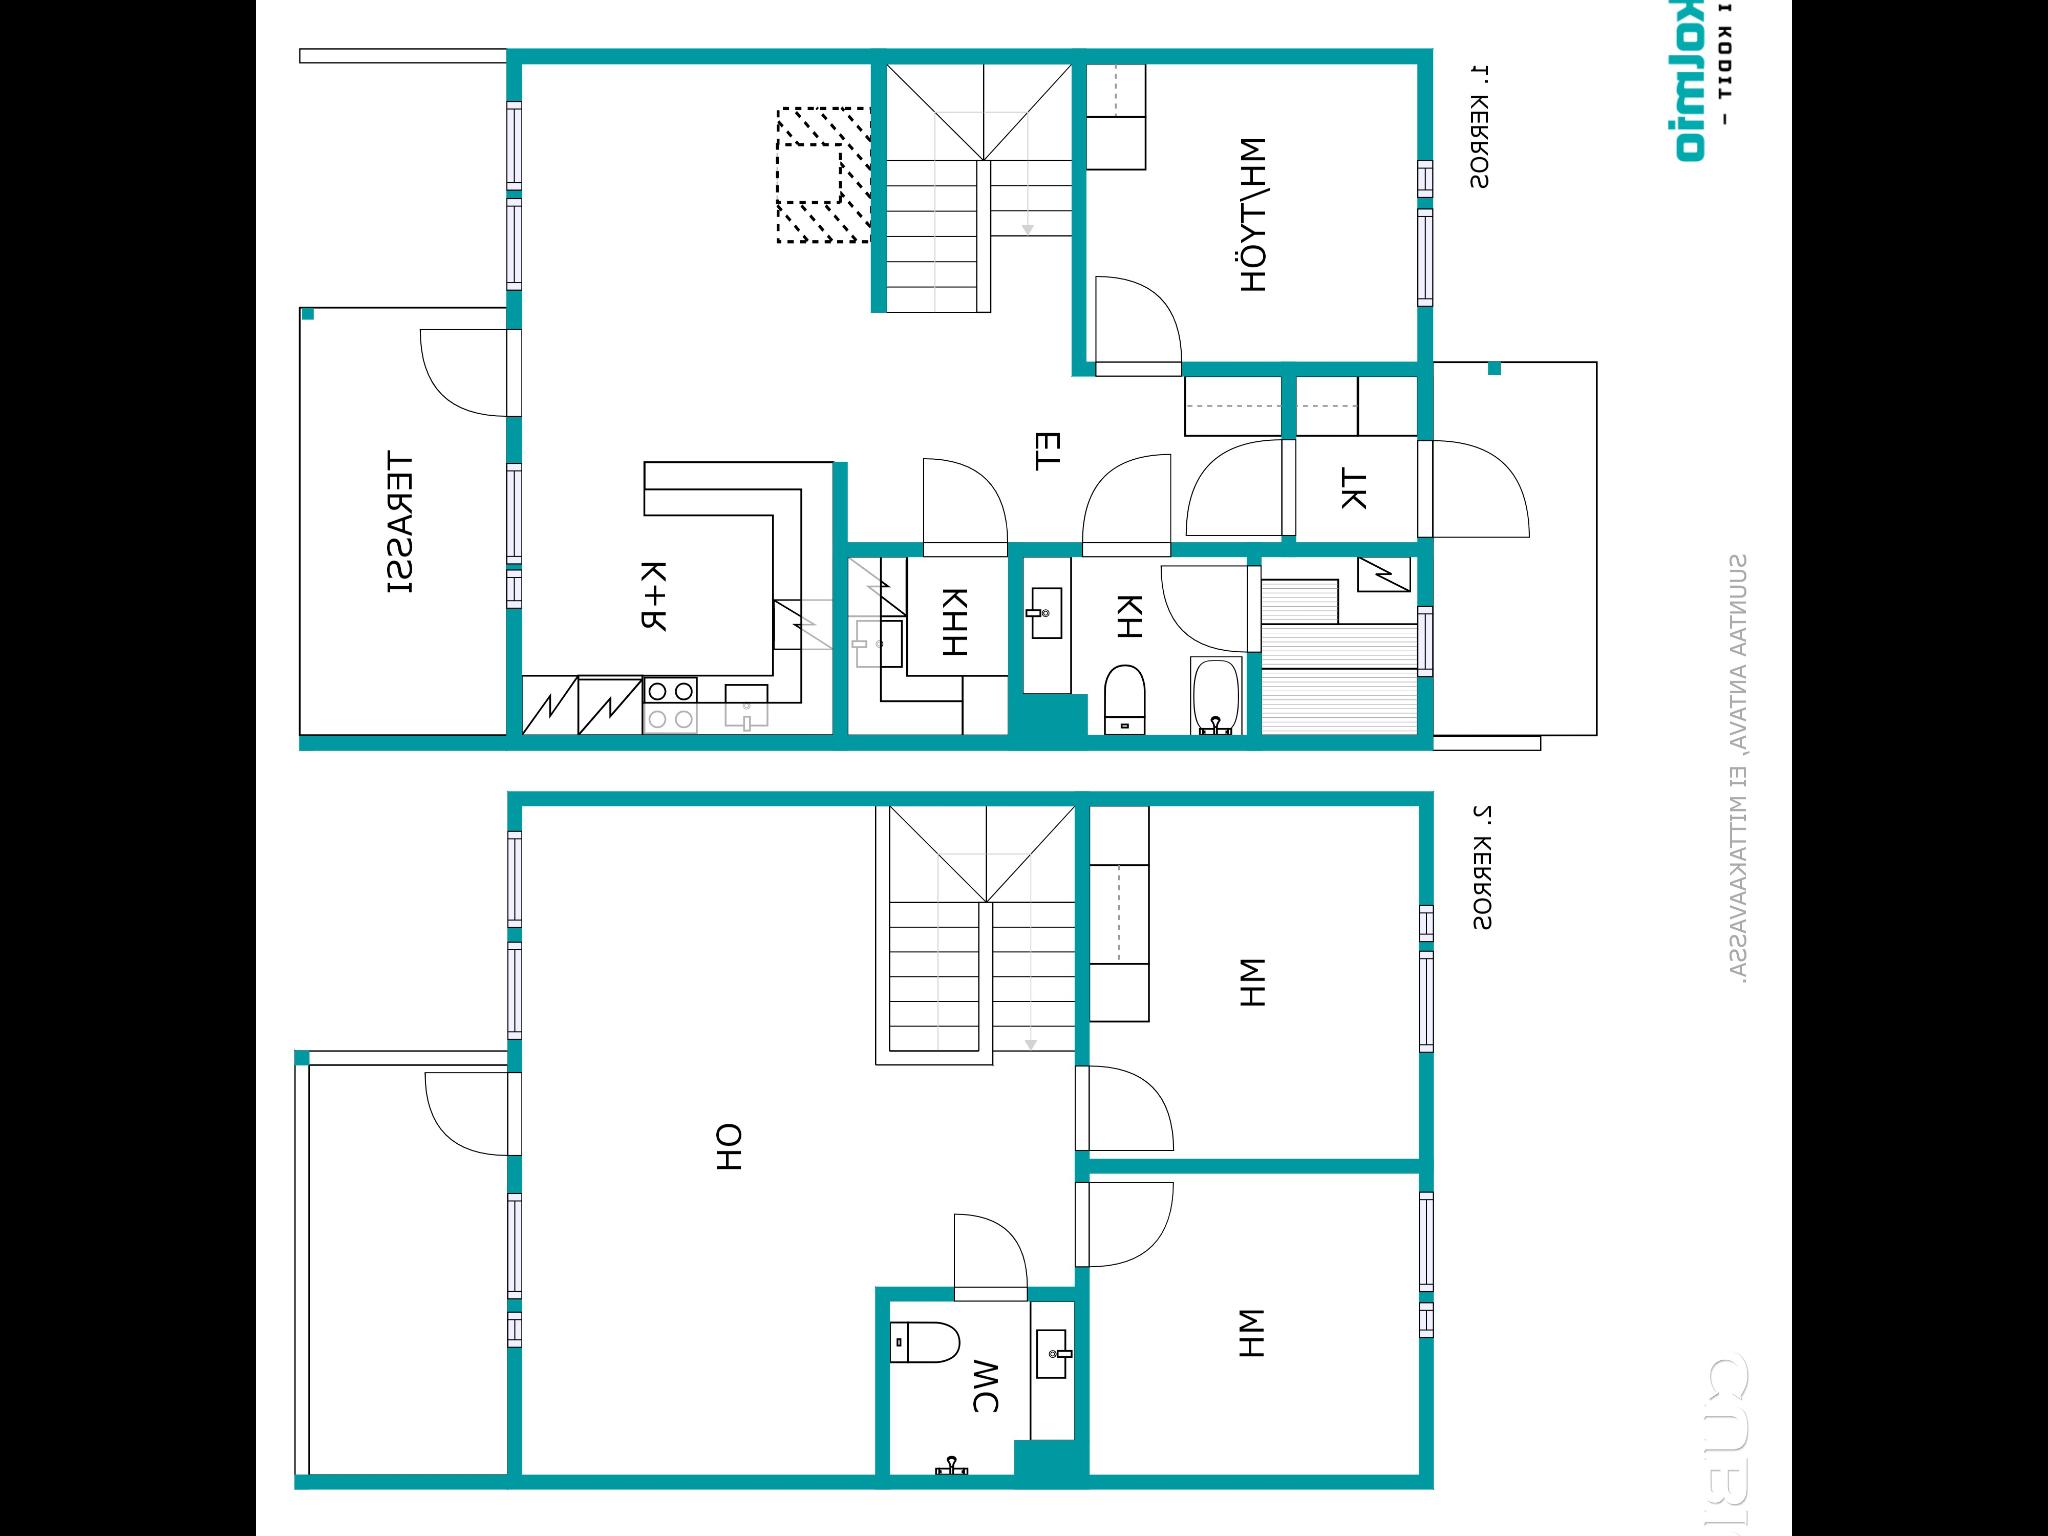 I KODIT –
kolmio
1. KERROS
MH/TYÖH
ET
TK
TERASSI
K+R
KHH
KH
2. KERROS
MH
OH
MH
WC
SUUNTAA ANTAVA, EI MITTAKAAVASSA.
CUBI